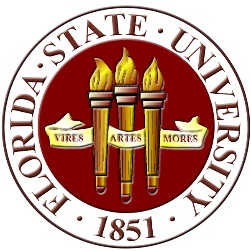 · FLORIDA · STATE · UNIVERSITY ·
VIRES ARTES MORES
1851